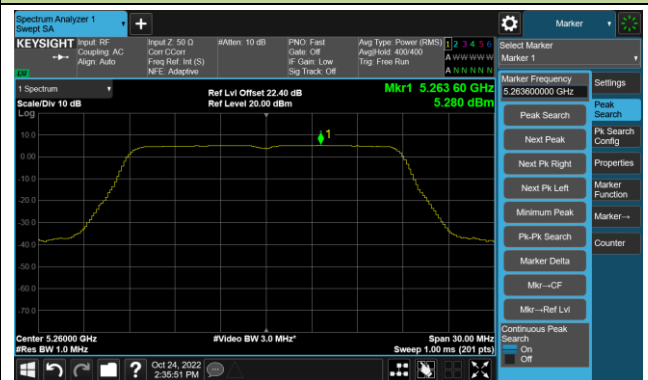 Spectrum Analyzer 1
Swept SA
+
Marker
KEYSIGHT
Input: RF
Coupling: AC
Align: Auto
Input Z: 50 Ω
Corr CCorr
Freq Ref: Int (S)
NFE: Adaptive
#Atten: 10 dB
PNO: Fast
Gate: Off
IF Gain: Low
Sig Track: Off
Avg Type: Power (RMS)
Avg|Hold: 400/400
Trig: Free Run
1 2 3 4 5 6
A W W W W W
A N N N N N
Select Marker
Marker 1
1 Spectrum
Scale/Div 10 dB
Log
Ref Lvl Offset 22.40 dB
Ref Level 20.00 dBm
Mkr1 5.263 60 GHz
5.280 dBm
10.0
0.00
-10.0
-20.0
-30.0
-40.0
-50.0
-60.0
-70.0
1
Center 5.26000 GHz
#Res BW 1.0 MHz
#Video BW 3.0 MHz*
Span 30.00 MHz
Sweep 1.00 ms (201 pts)
Marker Frequency
5.263600000 GHz
Peak Search
Next Peak
Next Pk Right
Next Pk Left
Minimum Peak
Pk-Pk Search
Marker Delta
Mkr→CF
Mkr→Ref Lvl
Continuous Peak
Search
On
Off
Settings
Peak
Search
Pk Search
Config
Properties
Marker
Function
Marker→
Counter
?
Oct 24, 2022
2:35:51 PM